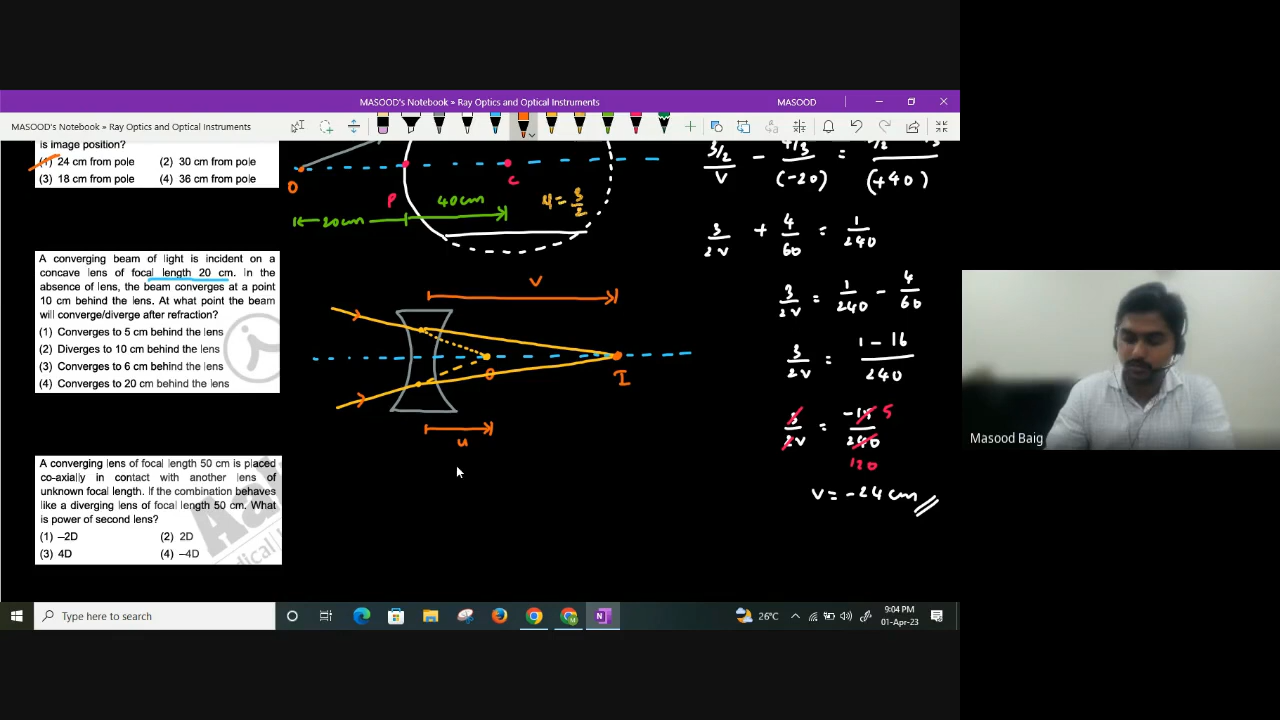 MASOOD's Notebook » Ray Optics and Optical Instruments
MASOOD
MASOOD's Notebook » Ray Optics and Optical Instruments
is image position?
(1) 24 cm from pole (2) 30 cm from pole
(3) 18 cm from pole (4) 36 cm from pole
O
P
C
20cm
40cm
μ = 3/2
3/2 / V - 4/3 / (-20) = / (+40)
3/2V + 4/60 = 1/240
3/2V = 1/240 - 4/60
3/2V = 1 - 16 / 240
3/2V = -15/240
5
120
V = -24 cm
A converging beam of light is incident on a
concave lens of focal length 20 cm. In the
absence of lens, the beam converges at a point
10 cm behind the lens. At what point the beam
will converge/diverge after refraction?
(1) Converges to 5 cm behind the lens
(2) Diverges to 10 cm behind the lens
(3) Converges to 6 cm behind the lens
(4) Converges to 20 cm behind the lens
V
O
I
u
A converging lens of focal length 50 cm is placed
co-axially in contact with another lens of
unknown focal length. If the combination behaves
like a diverging lens of focal length 50 cm. What
is power of second lens?
(1) –2D (2) 2D
(3) 4D (4) –4D
Masood Baig
Type here to search
26°C
9:04 PM
01-Apr-23